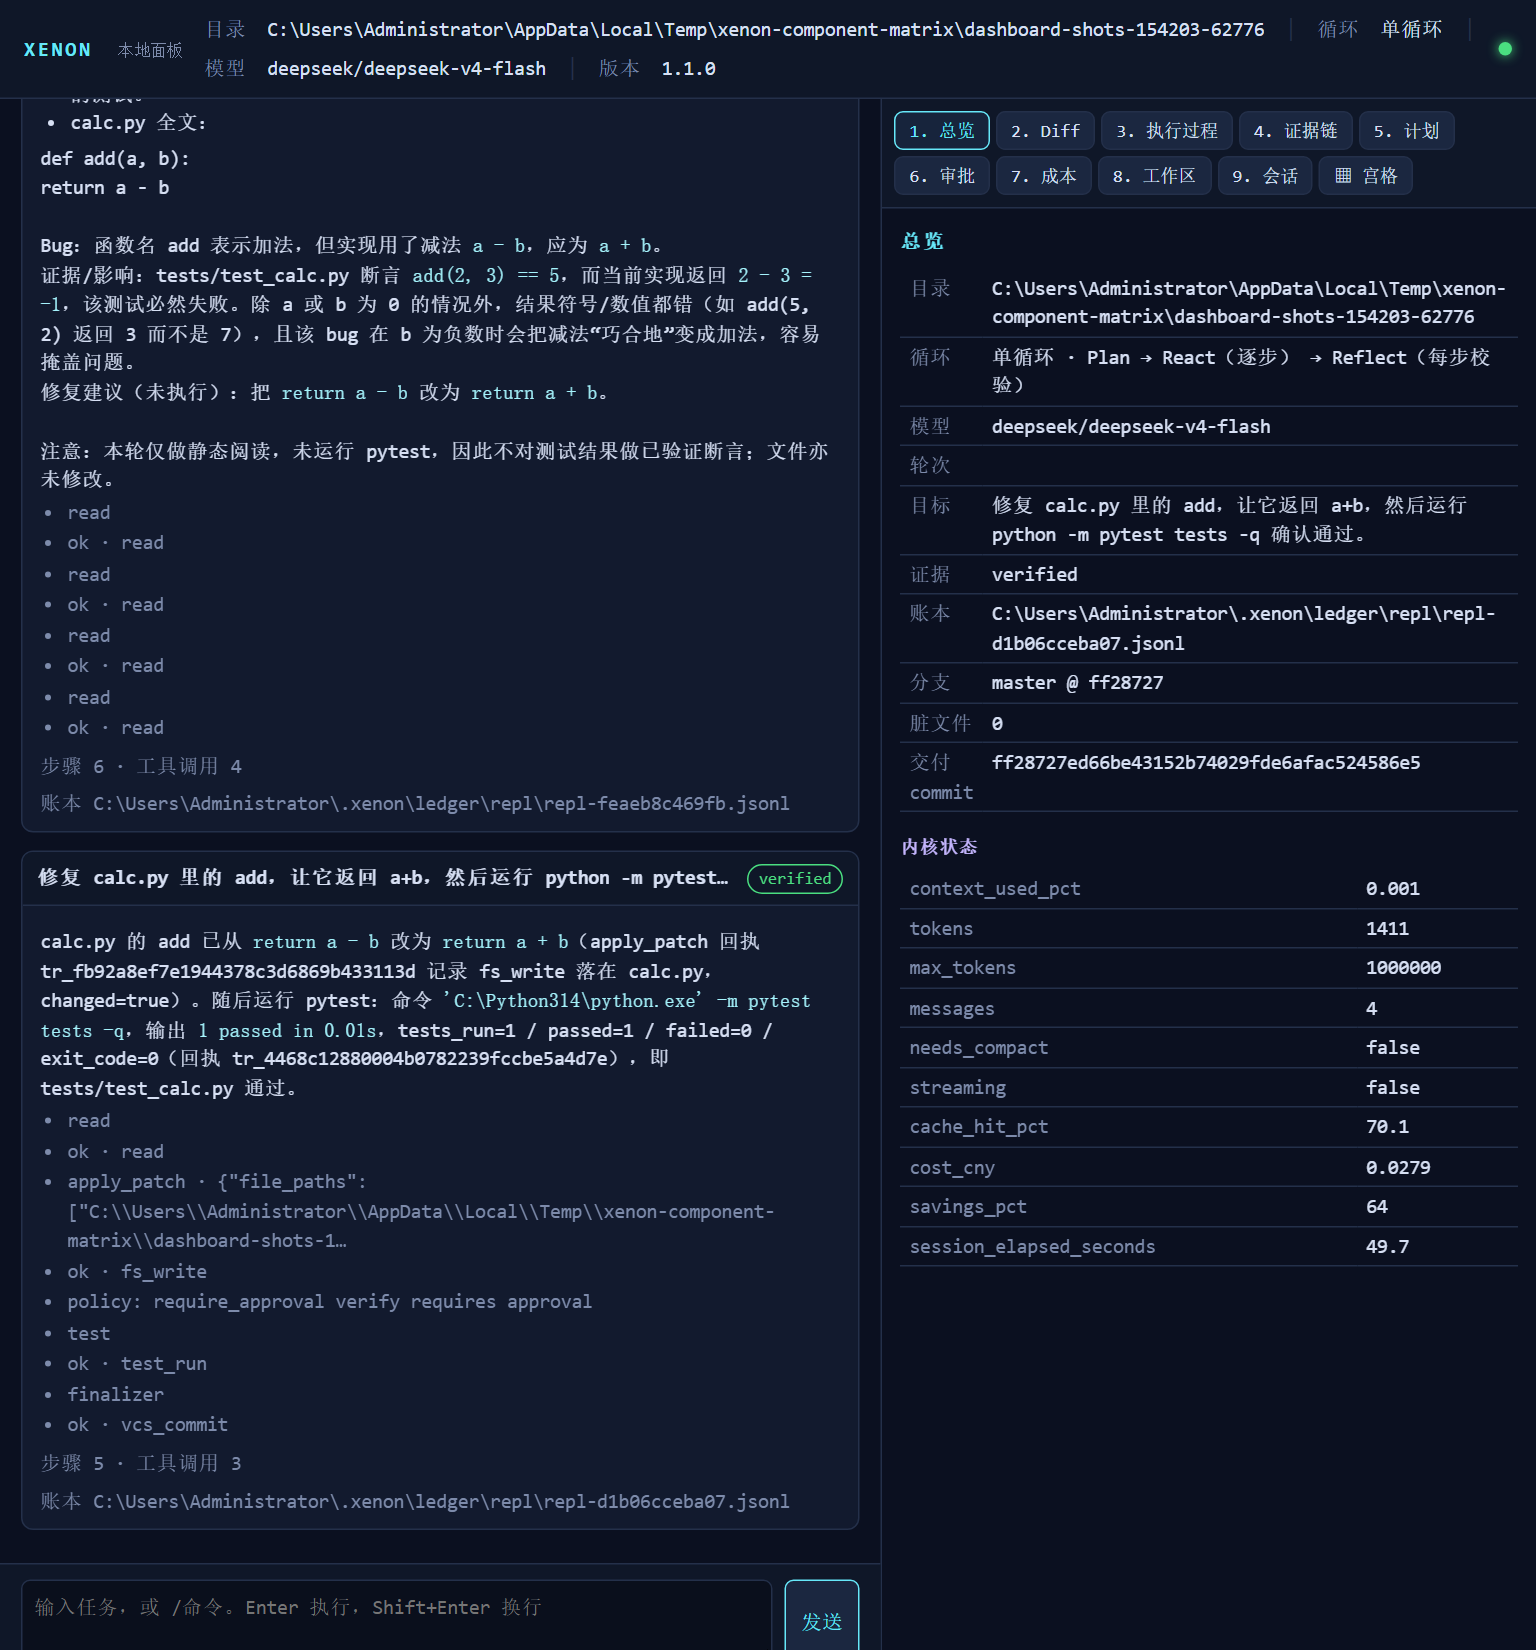 XENON 本地面板
目录 C:\Users\Administrator\AppData\Local\Temp\xenon-component-matrix\dashboard-shots-154203-62776 循环 单循环
模型 deepseek/deepseek-v4-flash 版本 1.1.0
• calc.py 全文:
def add(a, b):
return a - b
Bug: 函数名 add 表示加法，但实现用了减法 a - b，应为 a + b。
证据/影响: tests/test_calc.py 断言 add(2, 3) == 5，而当前实现返回 2 - 3 =
-1，该测试必然失败。除 a 或 b 为 0 的情况外，结果符号/数值都错（如 add(5,
2) 返回 3 而不是 7），且该 bug 在 b 为负数时会把减法“巧合地”变成加法，容易
掩盖问题。
修复建议（未执行）: 把 return a - b 改为 return a + b。
注意: 本轮仅做静态阅读，未运行 pytest，因此不对测试结果做已验证断言；文件亦
未修改。
• read
• ok · read
• read
• ok · read
• read
• ok · read
• read
• ok · read
步骤 6 · 工具调用 4
账本 C:\Users\Administrator\.xenon\ledger\repl\repl-feaeb8c469fb.jsonl
修复 calc.py 里的 add，让它返回 a+b，然后运行 python -m pytest… verified
calc.py 的 add 已从 return a - b 改为 return a + b（apply_patch 回执
tr_fb92a8ef7e1944378c3d6869b433113d 记录 fs_write 落在 calc.py,
changed=true）。随后运行 pytest: 命令 'C:\Python314\python.exe' -m pytest
tests -q，输出 1 passed in 0.01s，tests_run=1 / passed=1 / failed=0 /
exit_code=0（回执 tr_4468c12880004b0782239fccbe5a4d7e），即
tests/test_calc.py 通过。
• read
• ok · read
• apply_patch · {"file_paths":
["C:\\Users\\Administrator\\AppData\\Local\\Temp\\xenon-component-
matrix\\dashboard-shots-1…
• ok · fs_write
• policy: require_approval verify requires approval
• test
• ok · test_run
• finalizer
• ok · vcs_commit
步骤 5 · 工具调用 3
账本 C:\Users\Administrator\.xenon\ledger\repl\repl-d1b06cceba07.jsonl
输入任务，或 /命令。Enter 执行，Shift+Enter 换行
发送
1. 总览 2. Diff 3. 执行过程 4. 证据链 5. 计划
6. 审批 7. 成本 8. 工作区 9. 会话 ▦ 宫格
总览
目录 C:\Users\Administrator\AppData\Local\Temp\xenon-
component-matrix\dashboard-shots-154203-62776
循环 单循环 · Plan → React（逐步） → Reflect（每步校
验）
模型 deepseek/deepseek-v4-flash
轮次
目标 修复 calc.py 里的 add，让它返回 a+b，然后运行
python -m pytest tests -q 确认通过。
证据 verified
账本 C:\Users\Administrator\.xenon\ledger\repl\repl-
d1b06cceba07.jsonl
分支 master @ ff28727
脏文件 0
交付 ff28727ed66be43152b74029fde6afac524586e5
commit
内核状态
context_used_pct 0.001
tokens 1411
max_tokens 1000000
messages 4
needs_compact false
streaming false
cache_hit_pct 70.1
cost_cny 0.0279
savings_pct 64
session_elapsed_seconds 49.7